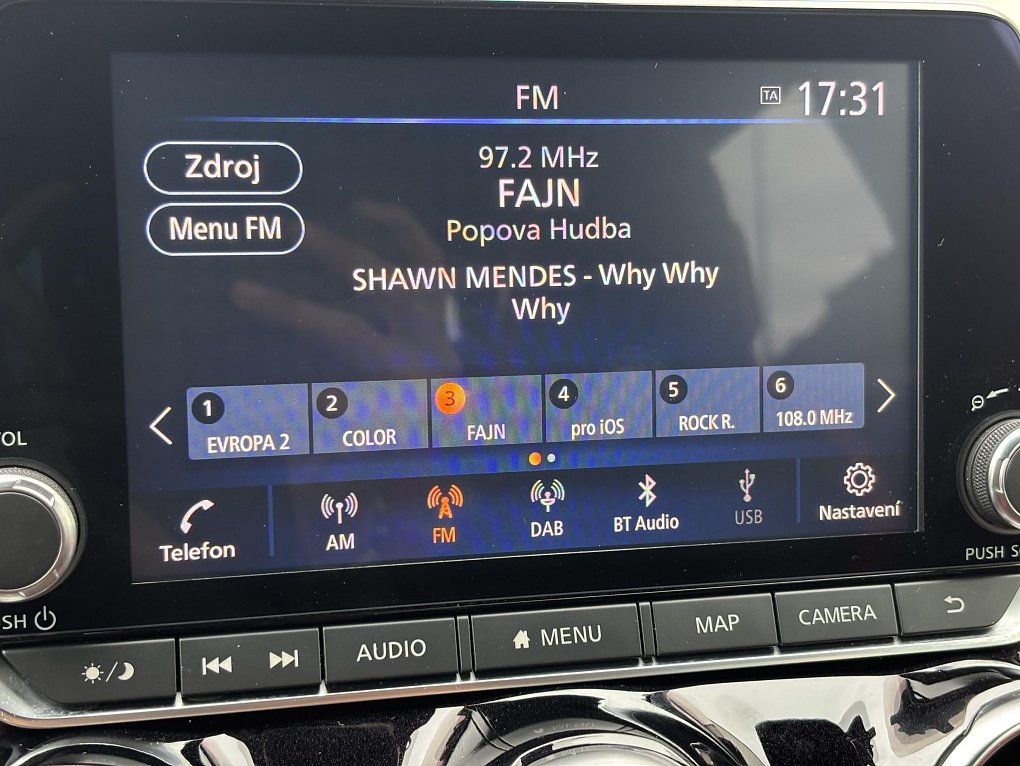 FM
TA 17:31
Zdroj
Menu FM
97.2 MHz
FAJN
Popova Hudba
SHAWN MENDES - Why Why
Why
1 EVROPA 2
2 COLOR
3 FAJN
4 pro iOS
5 ROCK R.
6 108.0 MHz
Telefon
AM
FM
DAB
BT Audio
USB
Nastavení
OL
SH
PUSH
AUDIO
MENU
MAP
CAMERA